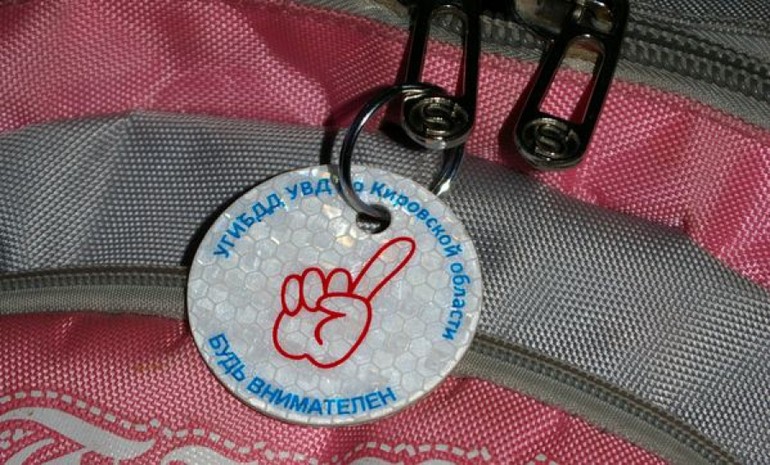 УГИБДД УВД по Кировской области
БУДЬ ВНИМАТЕЛЕН